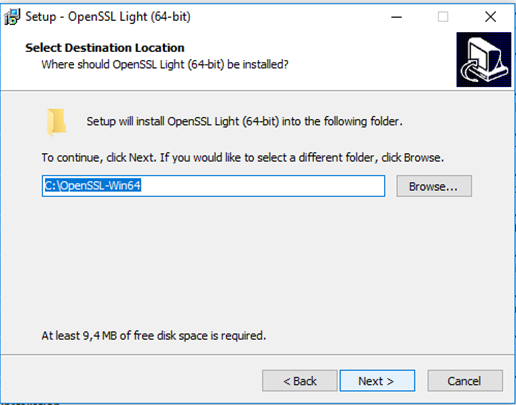 Setup - OpenSSL Light (64-bit)
Select Destination Location
Where should OpenSSL Light (64-bit) be installed?
Setup will install OpenSSL Light (64-bit) into the following folder.
To continue, click Next. If you would like to select a different folder, click Browse.
C:\OpenSSL-Win64
Browse...
At least 9,4 MB of free disk space is required.
< Back
Next >
Cancel